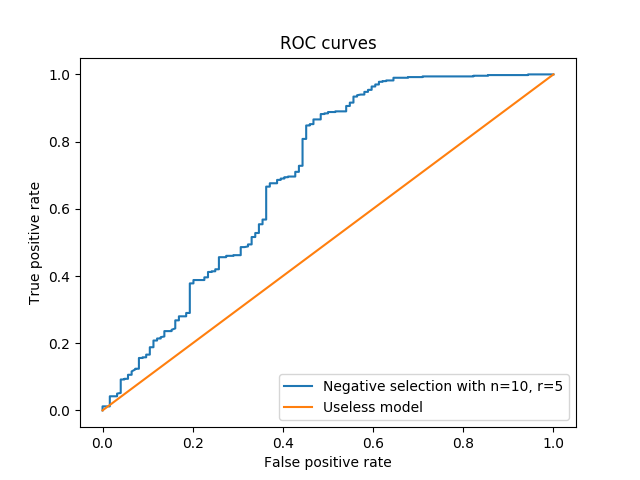 ROC curves
True positive rate
1.0
0.8
0.6
0.4
0.2
0.0
Negative selection with n=10, r=5
Useless model
0.0 0.2 0.4 0.6 0.8 1.0
False positive rate